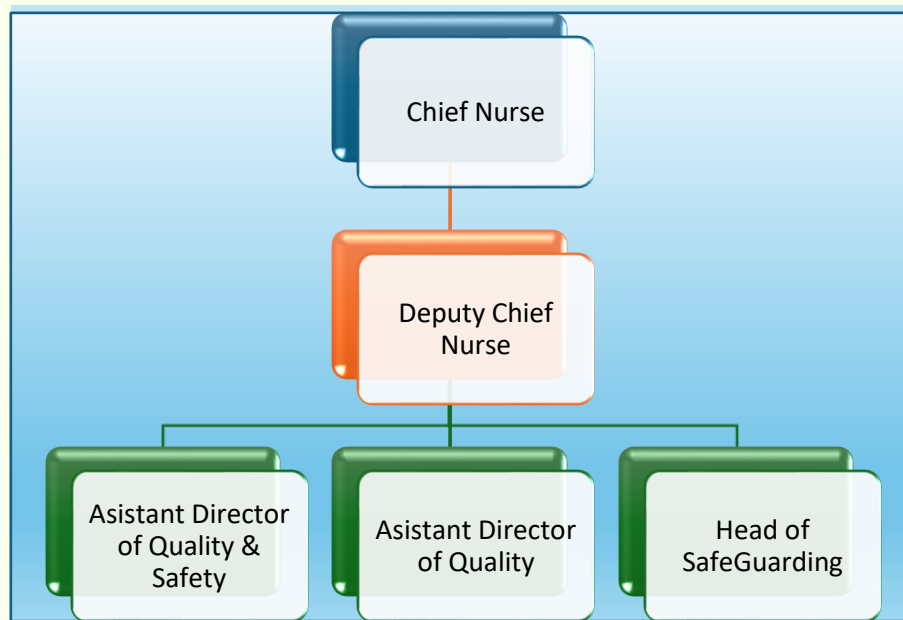 Chief Nurse
Deputy Chief
Nurse
Asistant Director
of Quality &
Safety
Asistant Director
of Quality
Head of
SafeGuarding